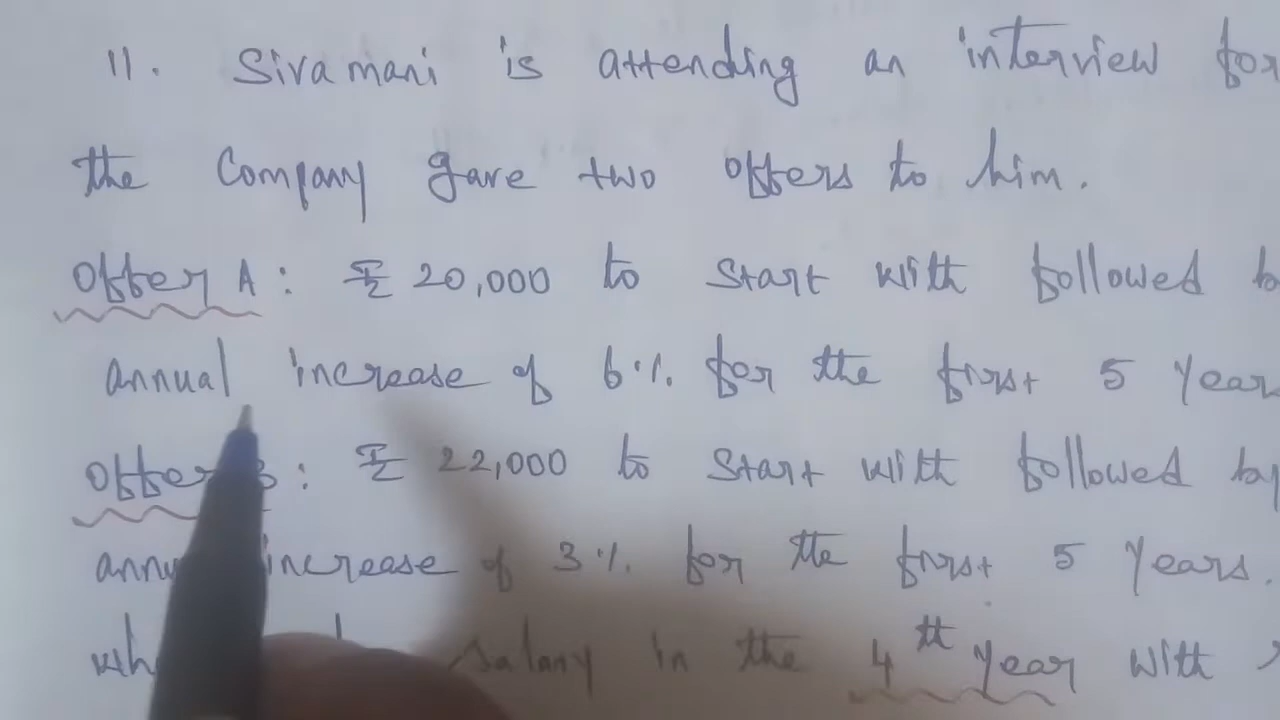 11. Sivamani is attending an interview for
the Company gave two offers to him.
Offer A: ₹ 20,000 to start with followed
annual increase of 6% for the first 5 year
Offer B: ₹ 22,000 to start with followed by
increase of 3% for the first 5 years.
salary in the 4th year with